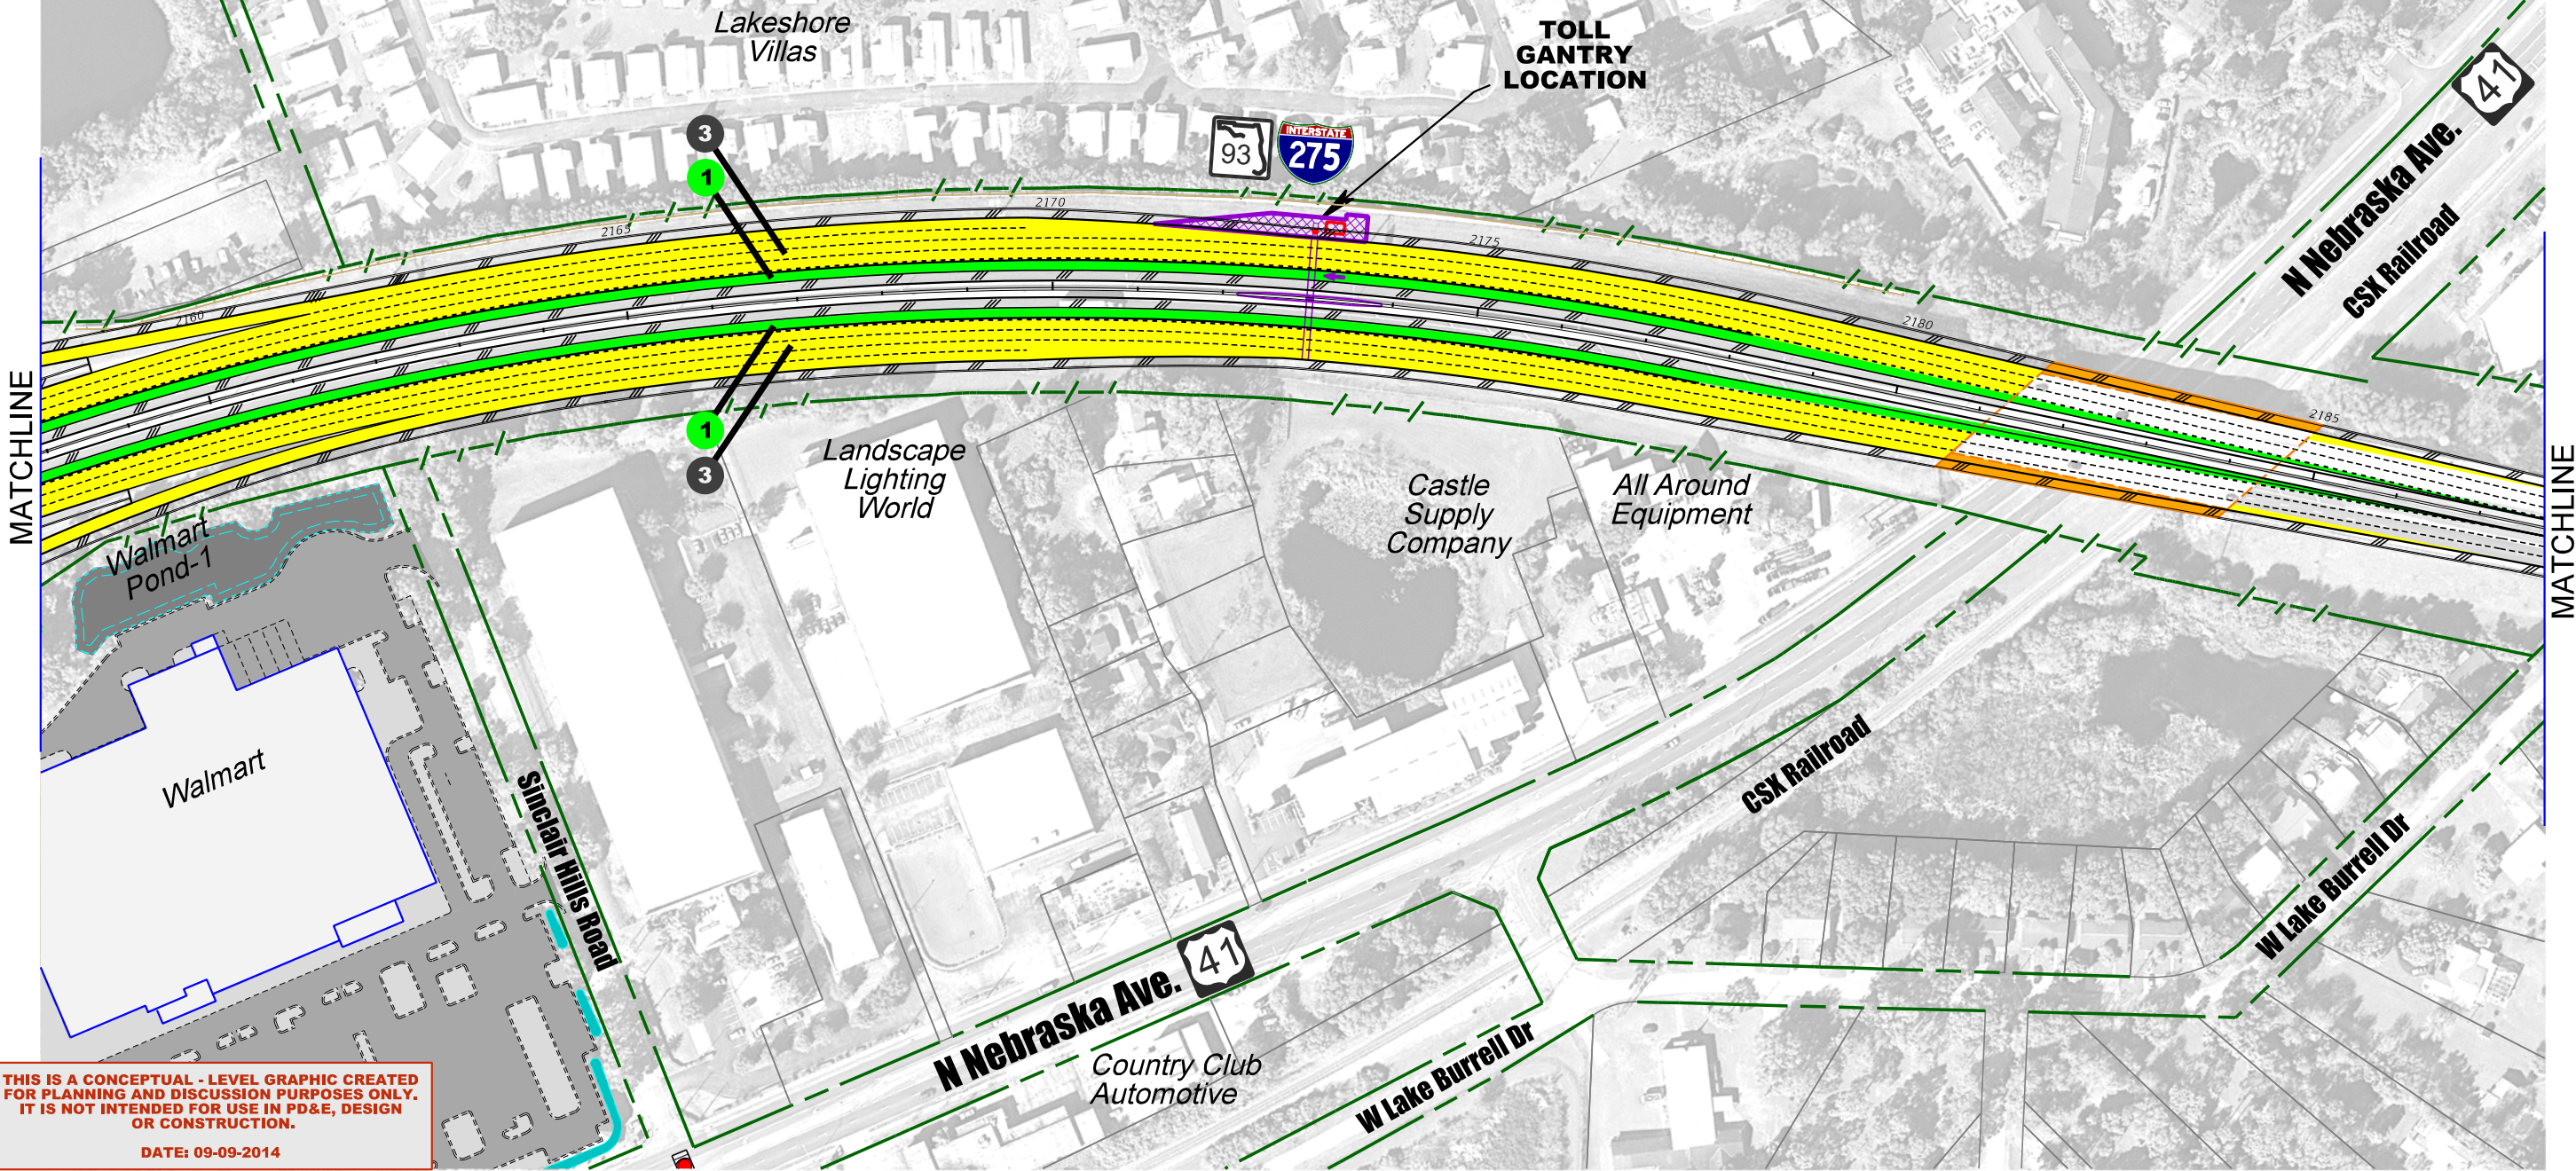 Lakeshore
Villas
TOLL
GANTRY
LOCATION
93
INTERSTATE
275
41
N Nebraska Ave.
CSX Railroad
3
1
2160
2165
2170
2175
2180
2185
MATCHLINE
MATCHLINE
1
3
Landscape
Lighting
World
Castle
Supply
Company
All Around
Equipment
Walmart
Pond-1
Walmart
Sinclair Hills Road
CSX Railroad
W Lake Burrell Dr
N Nebraska Ave.
41
Country Club
Automotive
W Lake Burrell Dr
THIS IS A CONCEPTUAL - LEVEL GRAPHIC CREATED
FOR PLANNING AND DISCUSSION PURPOSES ONLY.
IT IS NOT INTENDED FOR USE IN PD&E, DESIGN
OR CONSTRUCTION.
DATE: 09-09-2014